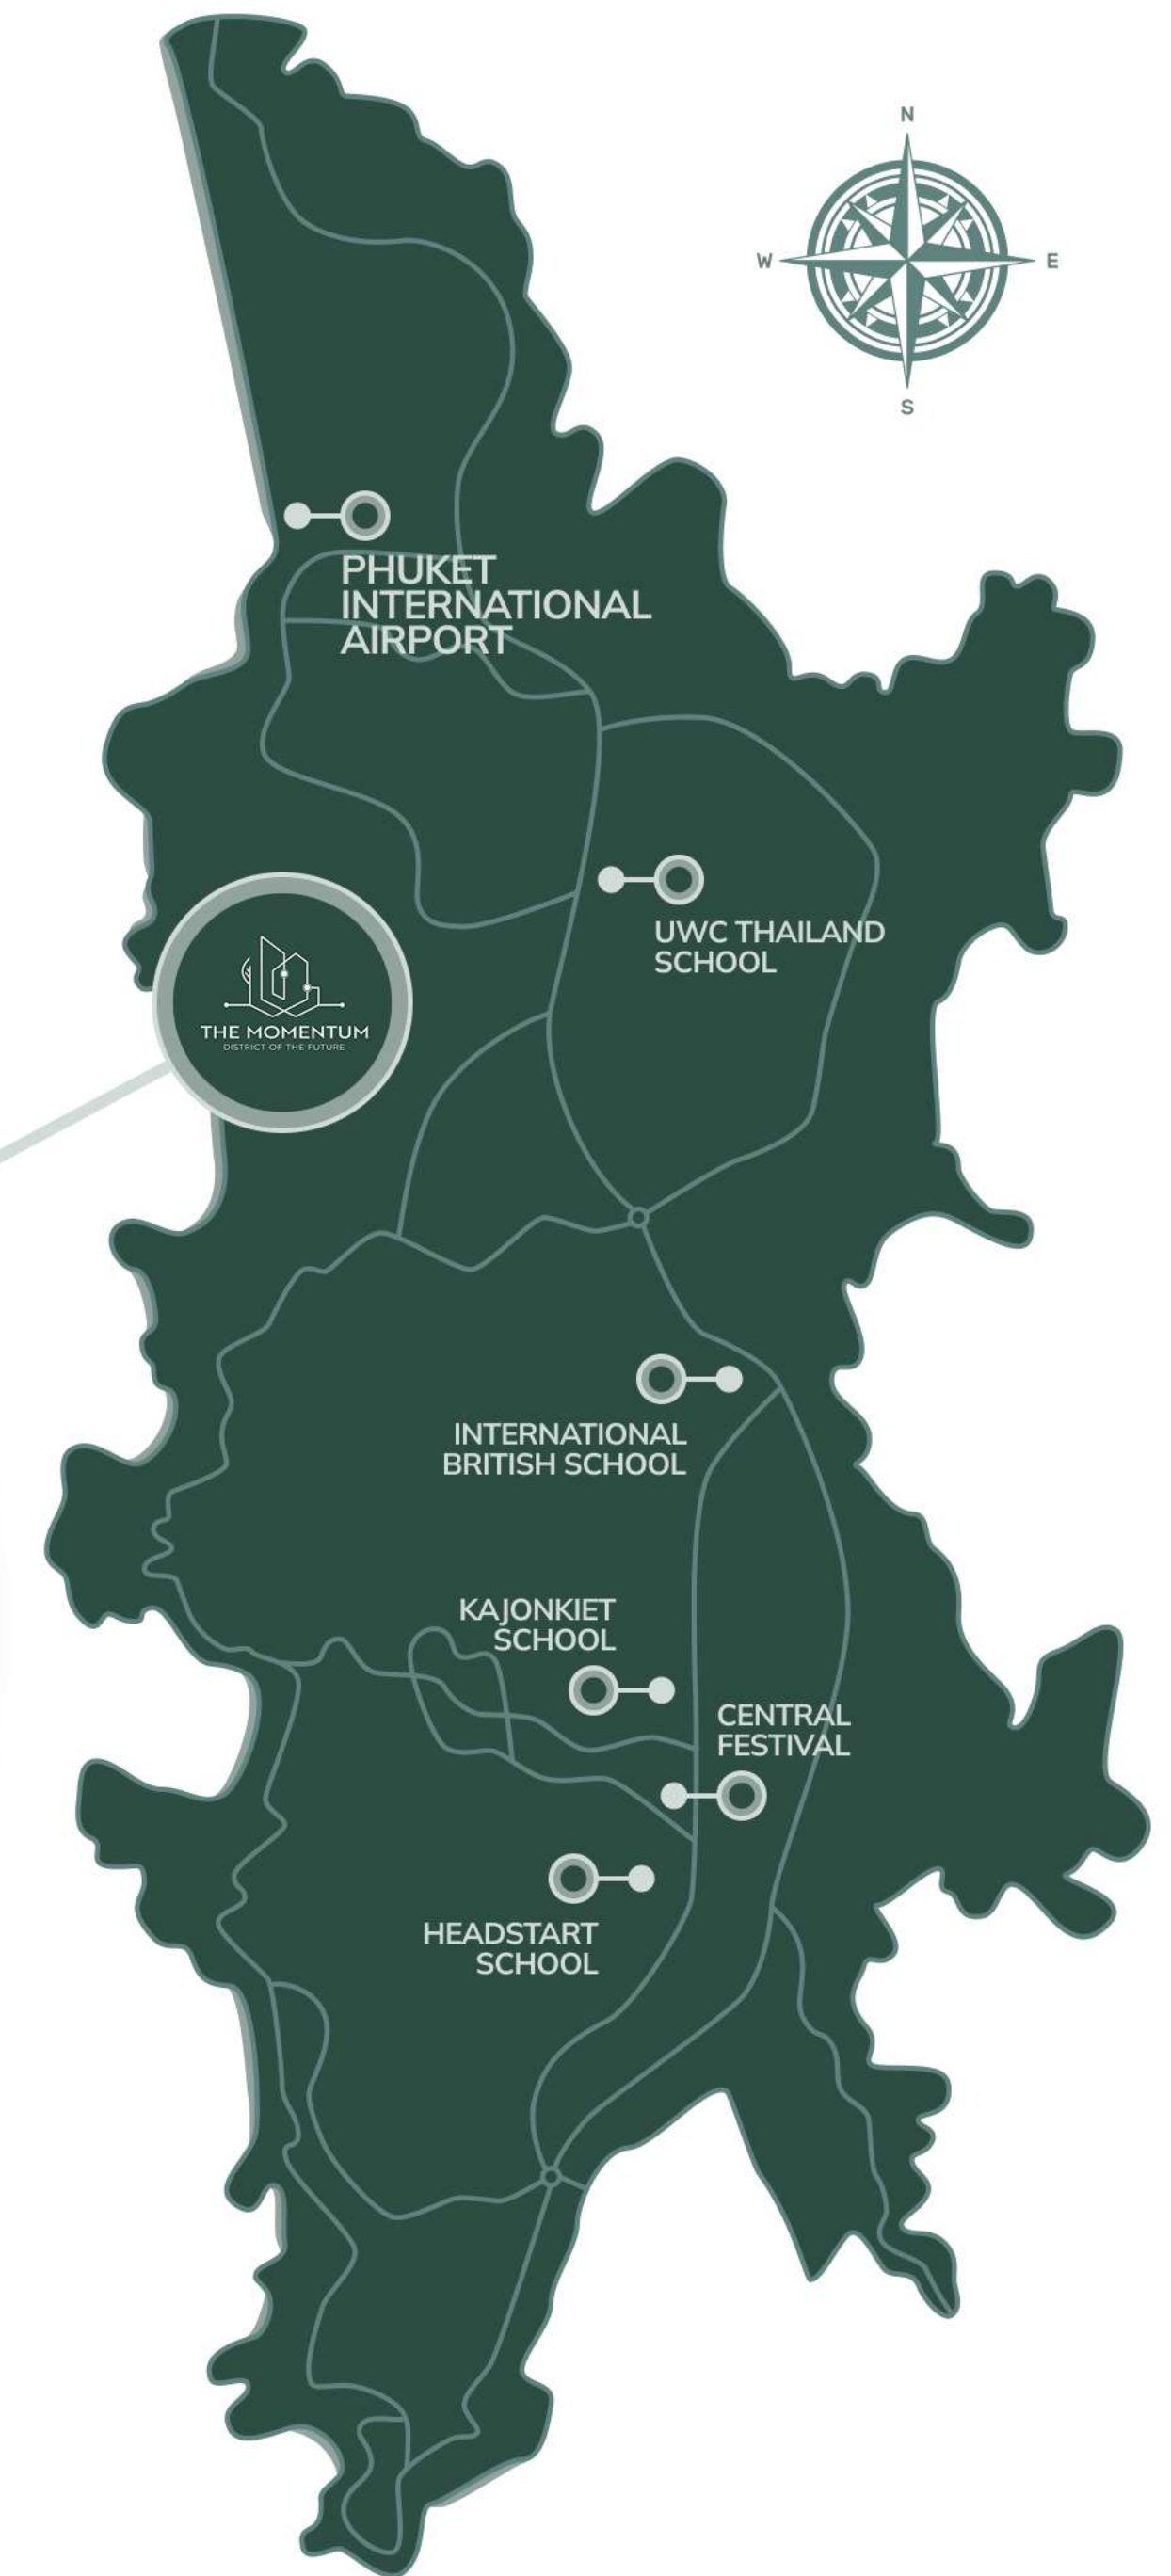 N
W
E
S
PHUKET
INTERNATIONAL
AIRPORT
UWC THAILAND
SCHOOL
THE MOMENTUM
DISTRICT OF THE FUTURE
INTERNATIONAL
BRITISH SCHOOL
KAJONKIET
SCHOOL
CENTRAL
FESTIVAL
HEADSTART
SCHOOL